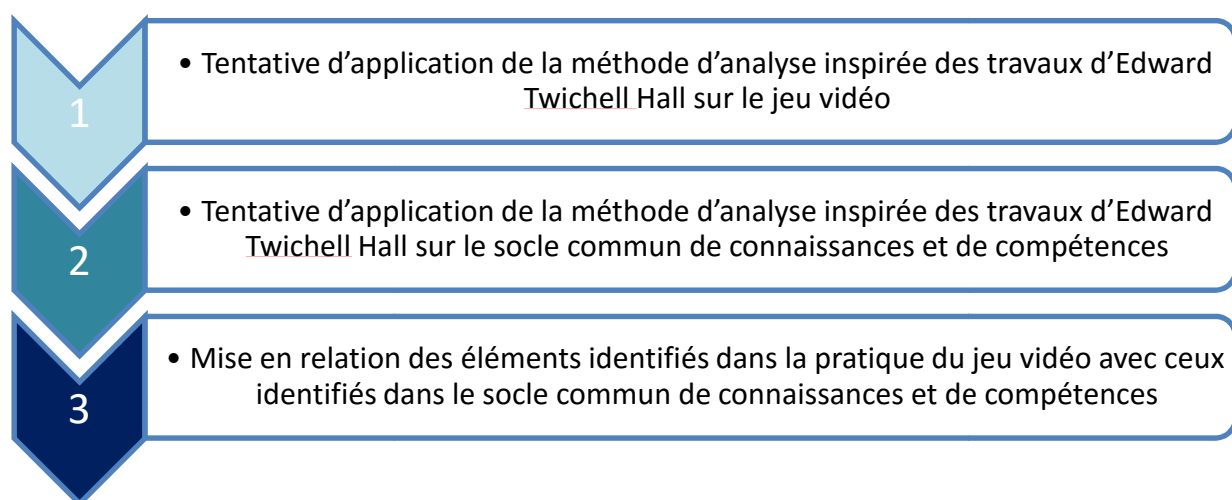 • Tentative d’application de la méthode d’analyse inspirée des travaux d’Edward
Twichell Hall sur le jeu vidéo
1
• Tentative d’application de la méthode d’analyse inspirée des travaux d’Edward
Twichell Hall sur le socle commun de connaissances et de compétences
2
• Mise en relation des éléments identifiés dans la pratique du jeu vidéo avec ceux
identifiés dans le socle commun de connaissances et de compétences
3